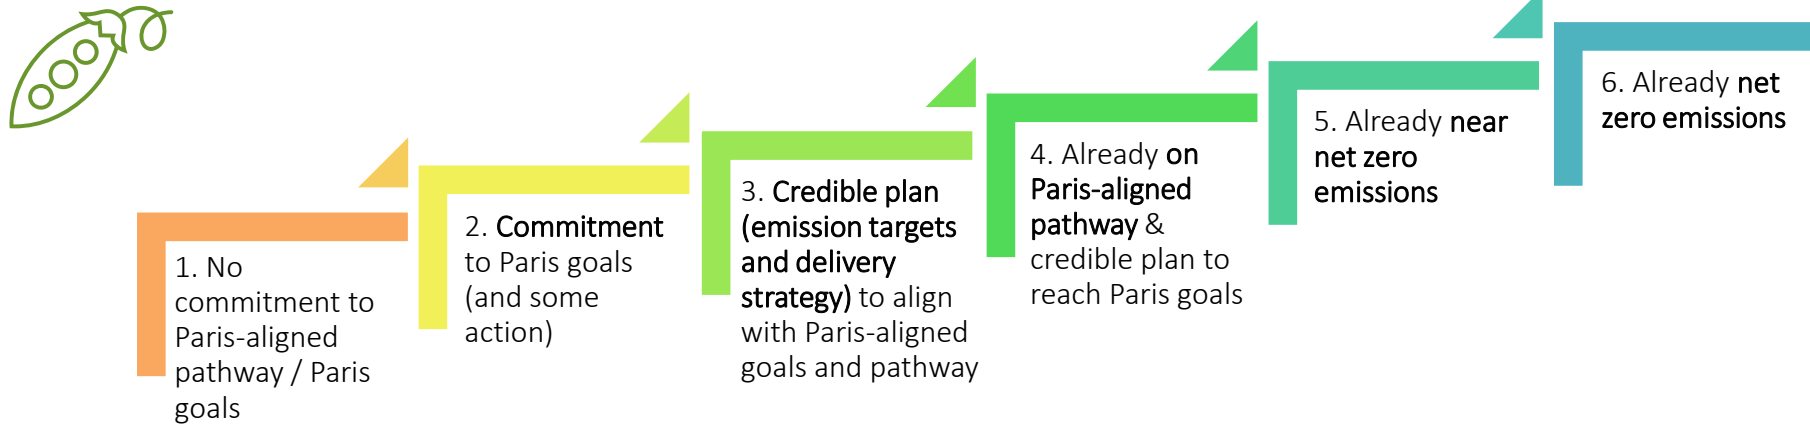 1. No
commitment to
Paris-aligned
pathway / Paris
goals
2. Commitment
to Paris goals
(and some
action)
3. Credible plan
(emission targets
and delivery
strategy) to align
with Paris-aligned
goals and pathway
4. Already on
Paris-aligned
pathway &
credible plan to
reach Paris goals
5. Already near
net zero
emissions
6. Already net
zero emissions